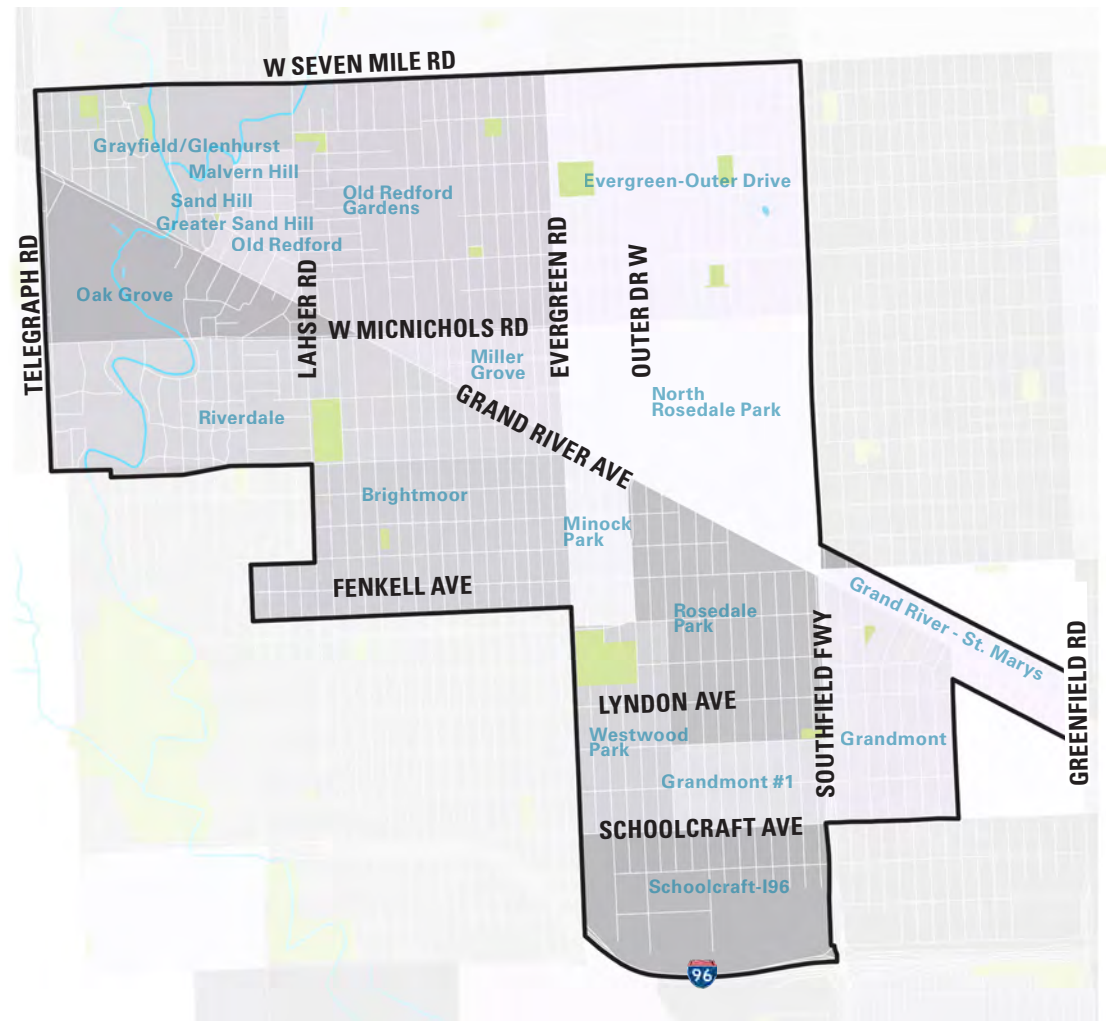 W SEVEN MILE RD
Grayfield/Glenhurst
Malvern Hill
Sand Hill
Greater Sand Hill
Old Redford
Old Redford
Gardens
Evergreen-Outer Drive
TELEGRAPH RD
Oak Grove
LAHSER RD
W MICNICHOLS RD
EVERGREEN RD
OUTER DR W
Miller
Grove
North
Rosedale Park
GRAND RIVER AVE
Riverdale
Brightmoor
Minock
Park
FENKELL AVE
Rosedale
Park
SOUTHFIELD FWY
Grand River - St. Marys
GREENFIELD RD
LYNDON AVE
Westwood
Park
Grandmont
Grandmont #1
SCHOOLCRAFT AVE
Schoolcraft-I96
96